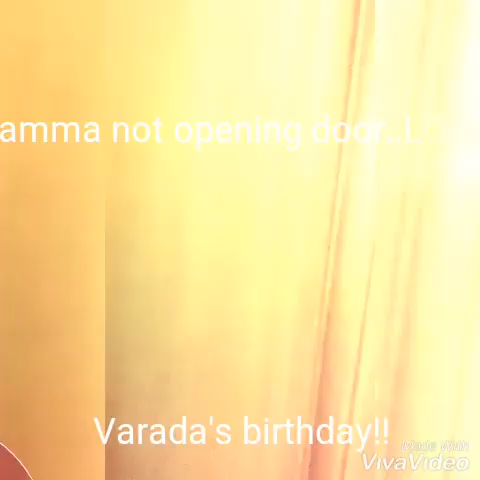 amma not opening door. L
Varada's birthday!!
Made With
VivaVideo